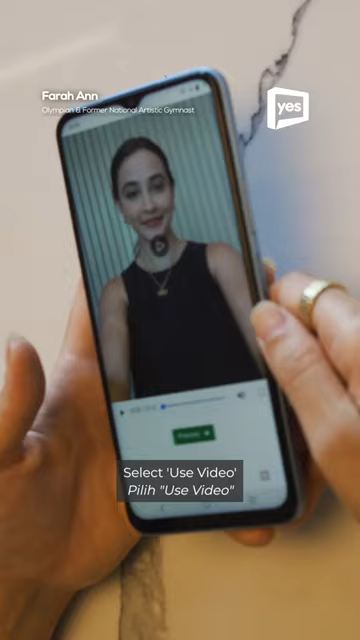 Farah Ann
Olympian & Former National Artistic Gymnast
yes
Select 'Use Video'
Pilih "Use Video"